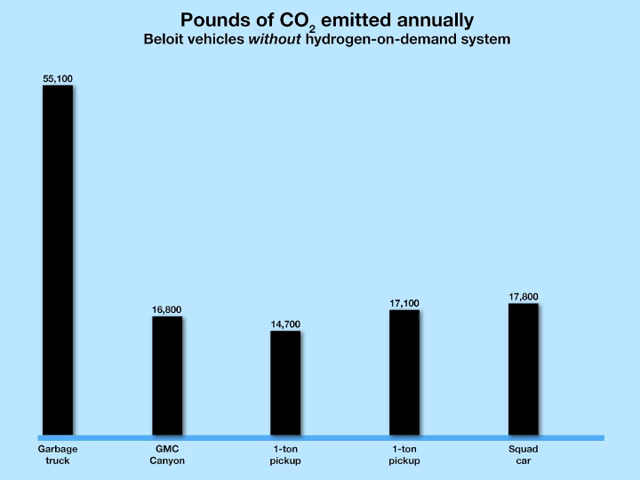 Pounds of CO₂ emitted annually
Beloit vehicles without hydrogen-on-demand system
55,100
16,800
14,700
17,100
17,800
Garbage truck
GMC Canyon
1-ton pickup
1-ton pickup
Squad car